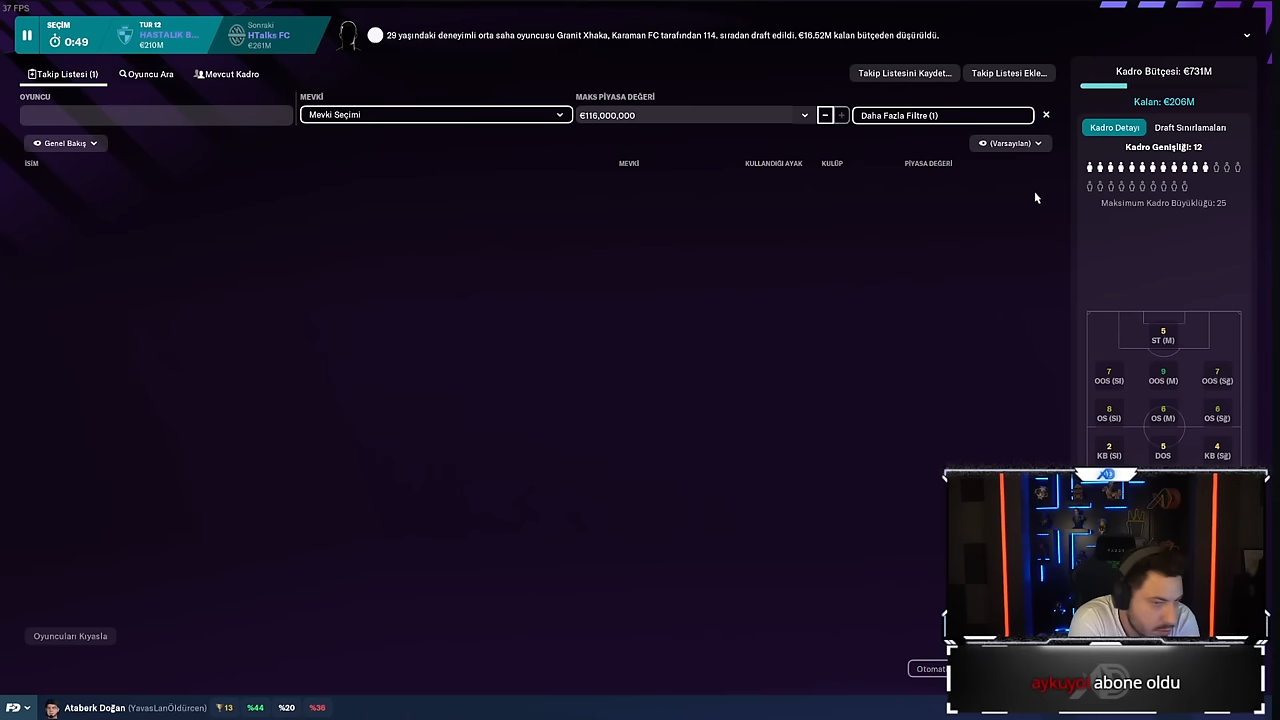 37 FPS
SEÇİM
0:49
TUR 12
HASTALIK B...
€210M
Sonraki
HTalks FC
€261M
29 yaşındaki deneyimli orta saha oyuncusu Granit Xhaka, Karaman FC tarafından 114. sıradan draft edildi. €16.52M kalan bütçeden düşürüldü.
Takip Listesi (1)
Oyuncu Ara
Mevcut Kadro
Takip Listesini Kaydet...
Takip Listesi Ekle...
OYUNCU
MEVKİ
MAKS PİYASA DEĞERİ
Mevki Seçimi
€116,000,000
Daha Fazla Filtre (1)
Genel Bakış
(Varsayılan)
İSİM
MEVKİ
KULLANDIĞI AYAK
KULÜP
PİYASA DEĞERİ
Kadro Bütçesi: €731M
Kalan: €206M
Kadro Detayı
Draft Sınırlamaları
Kadro Genişliği: 12
Maksimum Kadro Büyüklüğü: 25
5
ST (M)
7
OOS (Sl)
9
OOS (M)
7
OOS (Sğ)
8
OS (Sl)
6
OS (M)
6
OS (Sğ)
2
KB (Sl)
5
DOS
4
KB (Sğ)
Oyuncuları Kıyasla
Otomat
aykuyol abone oldu
FD
Ataberk Doğan (YavasLanÖldürcen)
13
%44
%20
%36